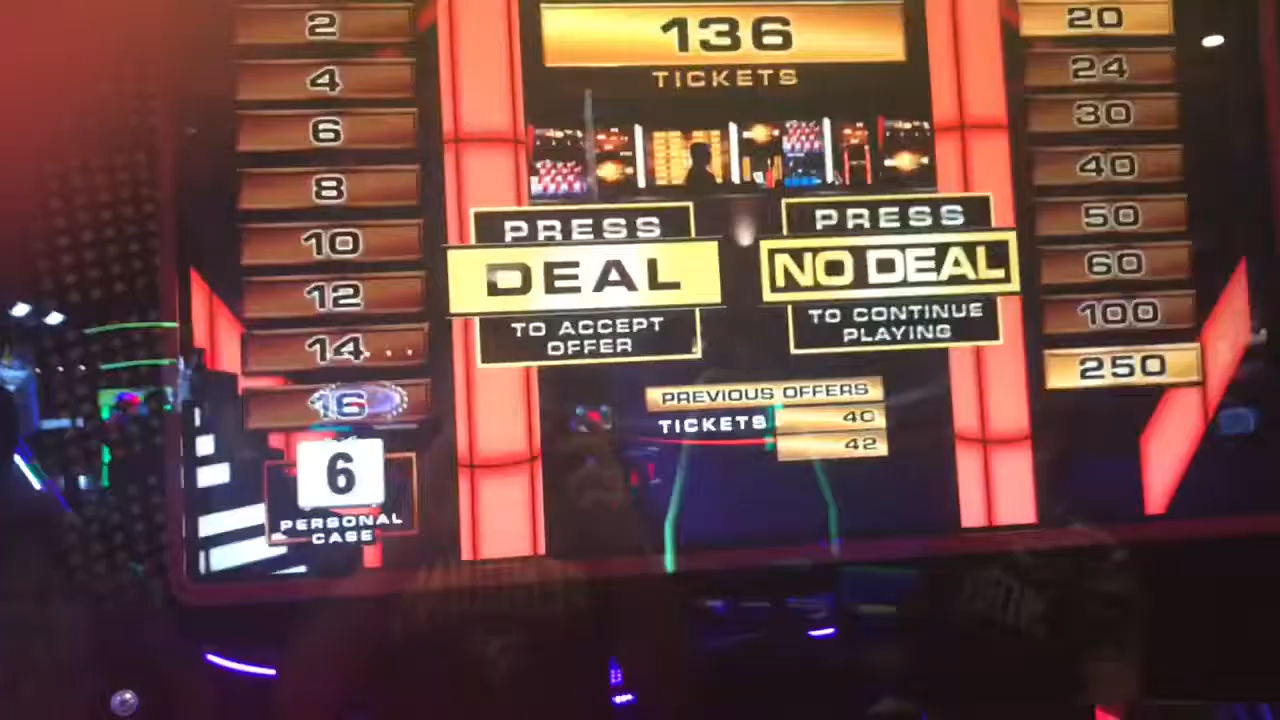 136
TICKETS
2
4
6
8
10
12
14
16
20
24
30
40
50
60
100
250
PRESS
DEAL
TO ACCEPT
OFFER
PRESS
NO DEAL
TO CONTINUE
PLAYING
PREVIOUS OFFERS
TICKETS 40
42
6
PERSONAL
CASE